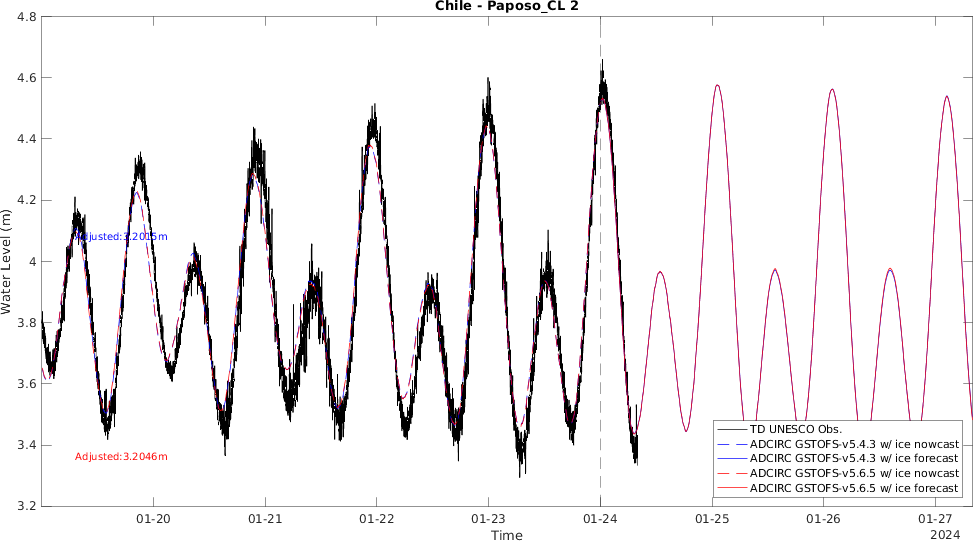 Chile - Paposo_CL 2
4.8
4.6
4.4
4.2
4
3.8
3.6
3.4
3.2
Water Level (m)
Adjusted:3.2015m
Adjusted:3.2046m
TD UNESCO Obs.
ADCIRC GSTOFS-v5.4.3 w/ ice nowcast
ADCIRC GSTOFS-v5.4.3 w/ ice forecast
ADCIRC GSTOFS-v5.6.5 w/ ice nowcast
ADCIRC GSTOFS-v5.6.5 w/ ice forecast
01-20 01-21 01-22 01-23 01-24 01-25 01-26 01-27
Time
2024